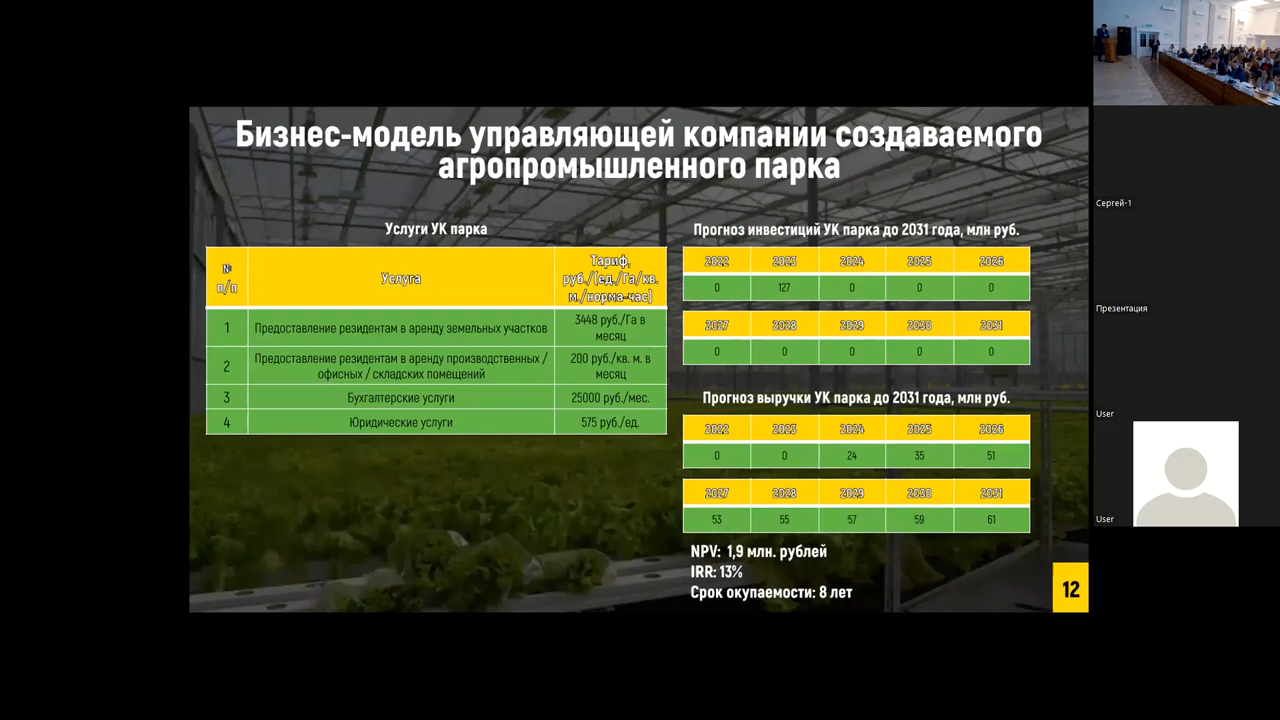 Бизнес-модель управляющей компании создаваемого
агропромышленного парка
Услуги УК парка
№
п/п
Услуга
Тариф,
руб./(ед./Га/кв.
м./норма-час)
1
Предоставление резидентам в аренду земельных участков
3448 руб./Га в
месяц
2
Предоставление резидентам в аренду производственных /
офисных / складских помещений
200 руб./кв. м. в
месяц
3
Бухгалтерские услуги
25000 руб./мес.
4
Юридические услуги
575 руб./ед.
Прогноз инвестиций УК парка до 2031 года, млн руб.
2022 2023 2024 2025 2026
0 127 0 0 0
2027 2028 2029 2030 2031
0 0 0 0 0
Прогноз выручки УК парка до 2031 года, млн руб.
2022 2023 2024 2025 2026
0 0 24 35 51
2027 2028 2029 2030 2031
53 55 57 59 61
NPV: 1,9 млн. рублей
IRR: 13%
Срок окупаемости: 8 лет
12
Сергей-1
Презентация
User
User